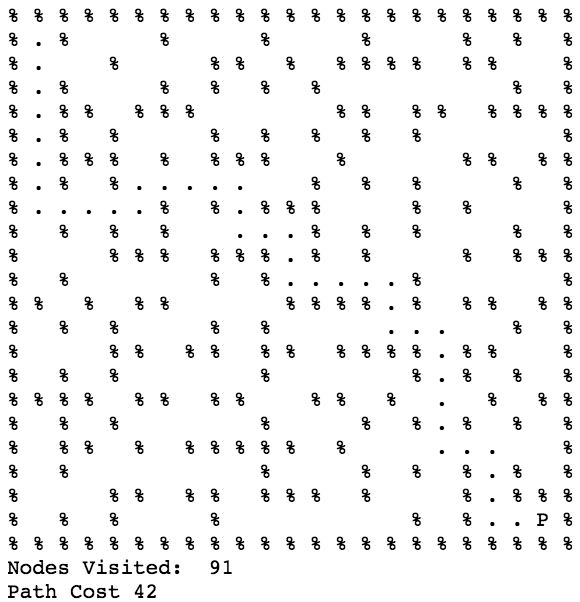 % % % % % % % % % % % % % % % % % % % % % % %
% . %       %       %       %       %   %   %
% .     %       % %   %   % % % %   % %     %
% . %       %   %   %   %               %   %
% . % %   % % %           % %   % %   % % % %
% . %   %       %   %   %   %   %           %
% . % % %   %   % % %     %         % %   % %
% . %   % . . . . .     %   %   %       %   %
% . . . . . %   % . % % %       %   %       %
%   %   %   %     . . . %   %   %       %   %
%       % % %   % % % . %   %       %   % % %
%   %           %   % . . . . . %           %
% %   %   % %         % % % % . %   % %   % %
%   %   %       %   %         . . .     %   %
%       % %   % %   % %   % % % % . % %     %
%   %   %           %           % . %   %   %
% % % %   % %   % %     % %   %   .   %   % %
%   %   %           %       %   % . %   %   %
%   % %   %   % % % % %   %       . . .     %
%   %               %       %   %   % . %   %
%       % %   % %   % % %   %       % . % % %
%   %   %       %               %   % . . P %
% % % % % % % % % % % % % % % % % % % % % % %
Nodes Visited:  91
Path Cost 42